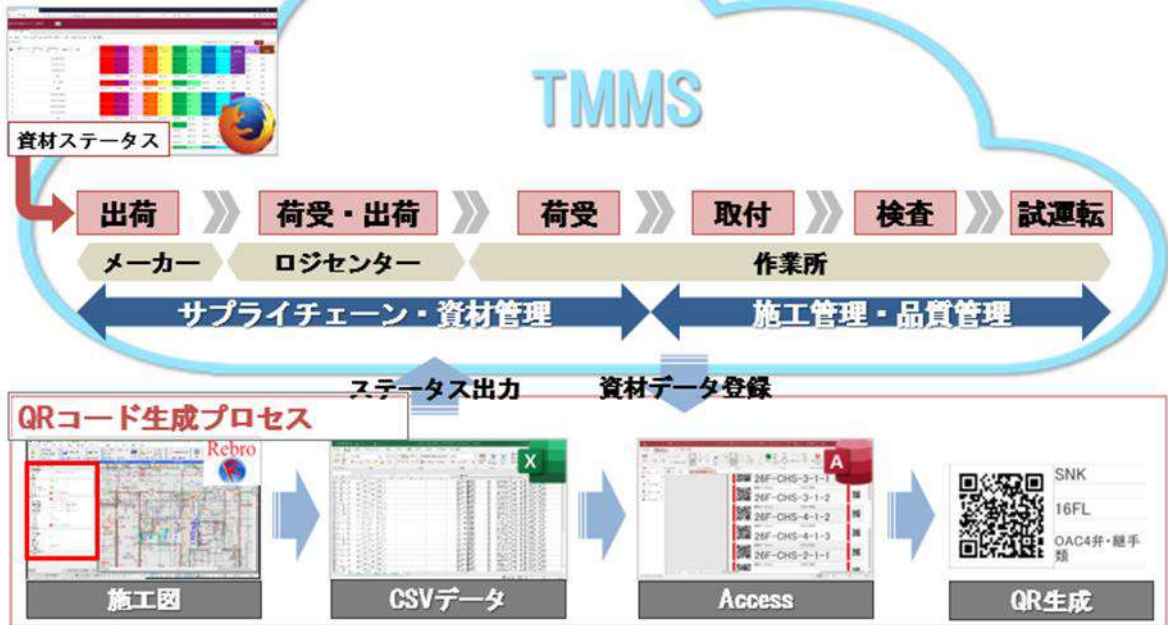 TMMS
資材ステータス
出荷
荷受・出荷
荷受
取付
検査
試運転
メーカー
ロジセンター
作業所
サプライチェーン・資材管理
施工管理・品質管理
ステータス出力
資材データ登録
QRコード生成プロセス
Rebro
X
A
26F-CHS-3-1-1
26F-CHS-3-1-2
26F-CHS-4-1-2
26F-CHS-4-1-3
26F-CHS-2-1-1
SNK
16FL
OAC4弁・継手
類
施工図
CSVデータ
Access
QR生成